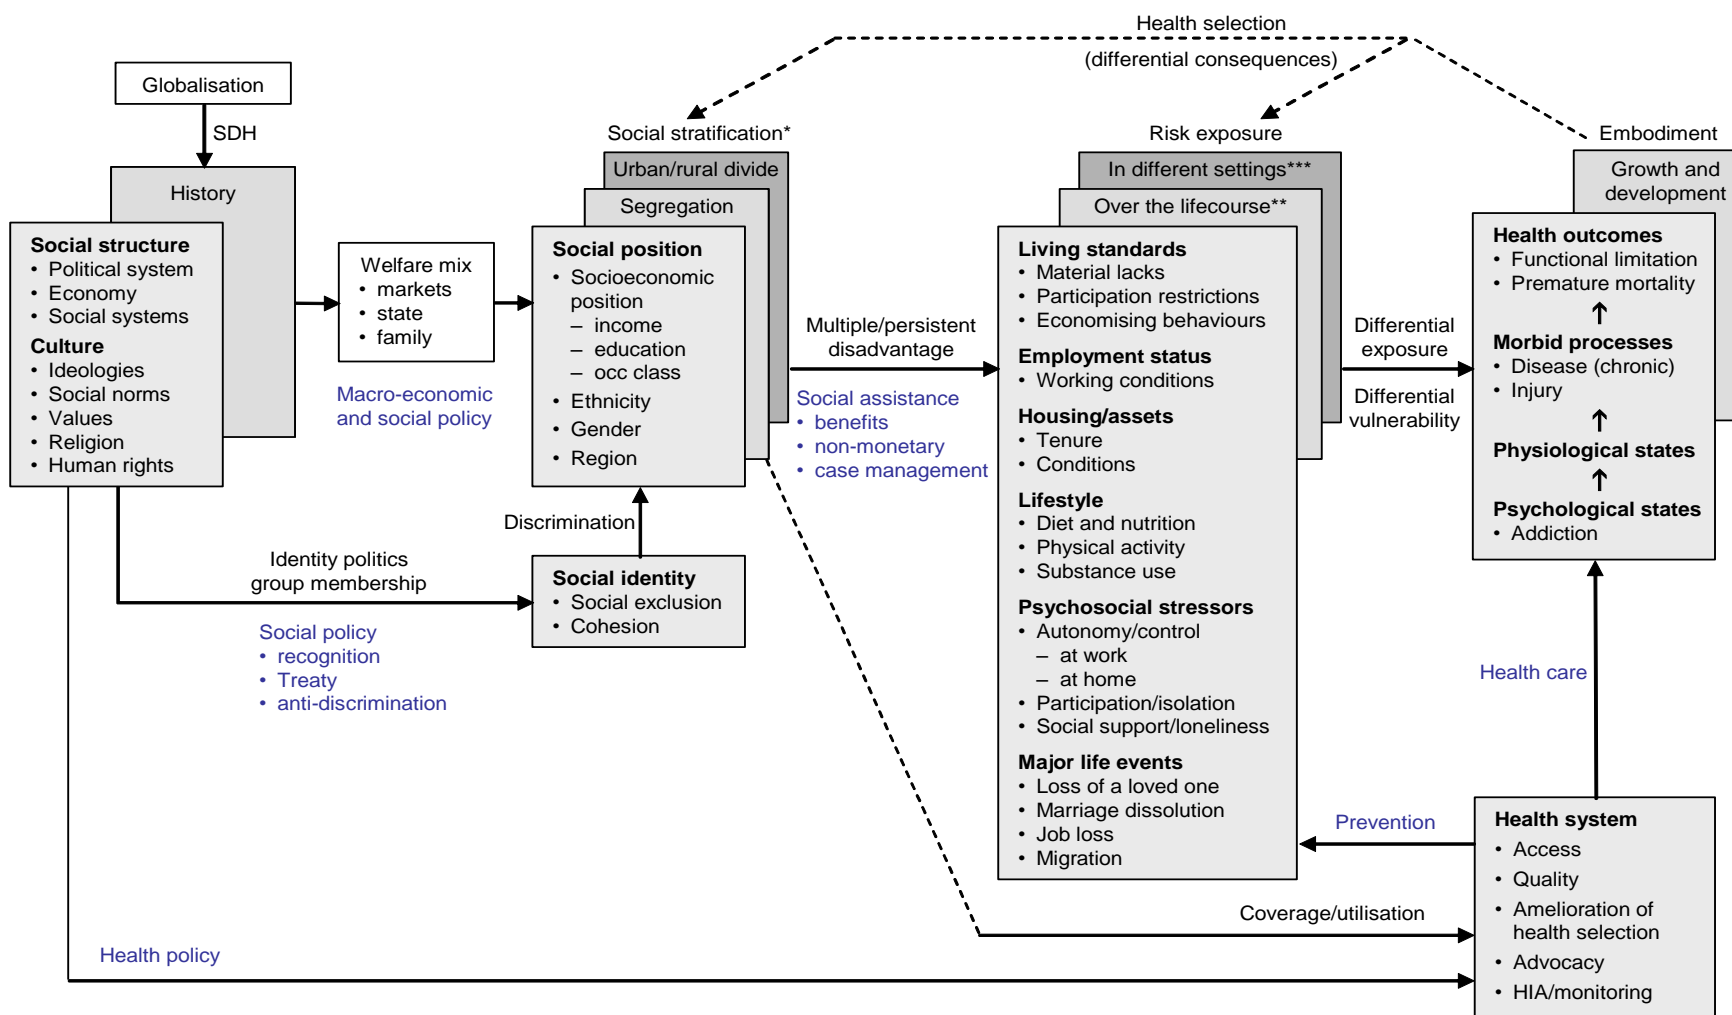 Health selection
(differential consequences)
Globalisation
SDH
History
Social structure
• Political system
• Economy
• Social systems
Culture
• Ideologies
• Social norms
• Values
• Religion
• Human rights
Welfare mix
• markets
• state
• family
Macro-economic
and social policy
Social stratification*
Urban/rural divide
Segregation
Social position
• Socioeconomic
position
– income
– education
– occ class
• Ethnicity
• Gender
• Region
Discrimination
Identity politics
group membership
Social policy
• recognition
• Treaty
• anti-discrimination
Social identity
• Social exclusion
• Cohesion
Multiple/persistent
disadvantage
Social assistance
• benefits
• non-monetary
• case management
Risk exposure
In different settings***
Over the lifecourse**
Living standards
• Material lacks
• Participation restrictions
• Economising behaviours
Employment status
• Working conditions
Housing/assets
• Tenure
• Conditions
Lifestyle
• Diet and nutrition
• Physical activity
• Substance use
Psychosocial stressors
• Autonomy/control
– at work
– at home
• Participation/isolation
• Social support/loneliness
Major life events
• Loss of a loved one
• Marriage dissolution
• Job loss
• Migration
Differential
exposure
Differential
vulnerability
Embodiment
Growth and
development
Health outcomes
• Functional limitation
• Premature mortality
Morbid processes
• Disease (chronic)
• Injury
Physiological states
Psychological states
• Addiction
Health care
Prevention
Coverage/utilisation
Health policy
Health system
• Access
• Quality
• Amelioration of
health selection
• Advocacy
• HIA/monitoring